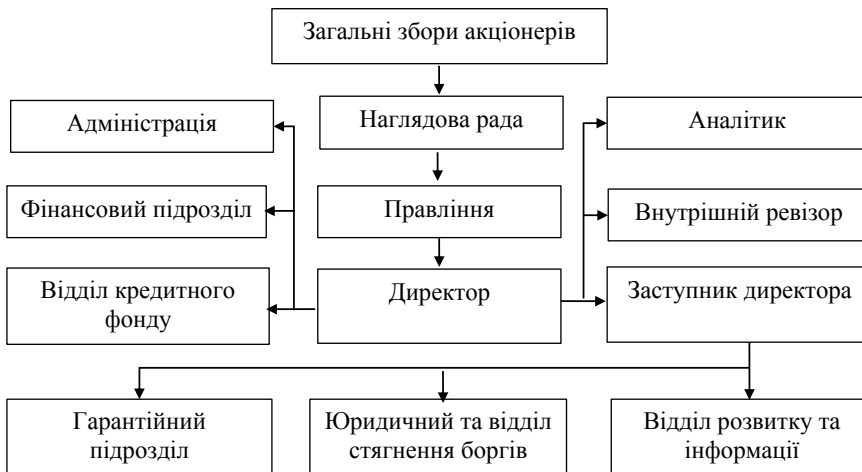 Загальні збори акціонерів
Адміністрація
Наглядова рада
Аналітик
Фінансовий підрозділ
Правління
Внутрішній ревізор
Відділ кредитного
фонду
Директор
Заступник директора
Гарантійний
підрозділ
Юридичний та відділ
стягнення боргів
Відділ розвитку та
інформації